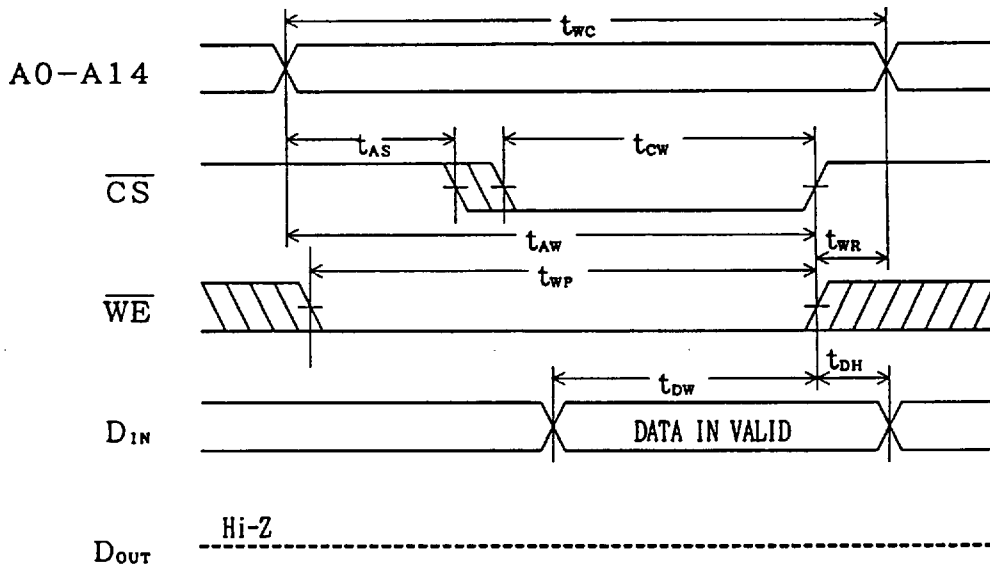 tWC
A0-A14
tAS
tCW
CS
tAW
tWR
tWP
WE
tDW
tDH
DIN
DATA IN VALID
Hi-Z
DOUT